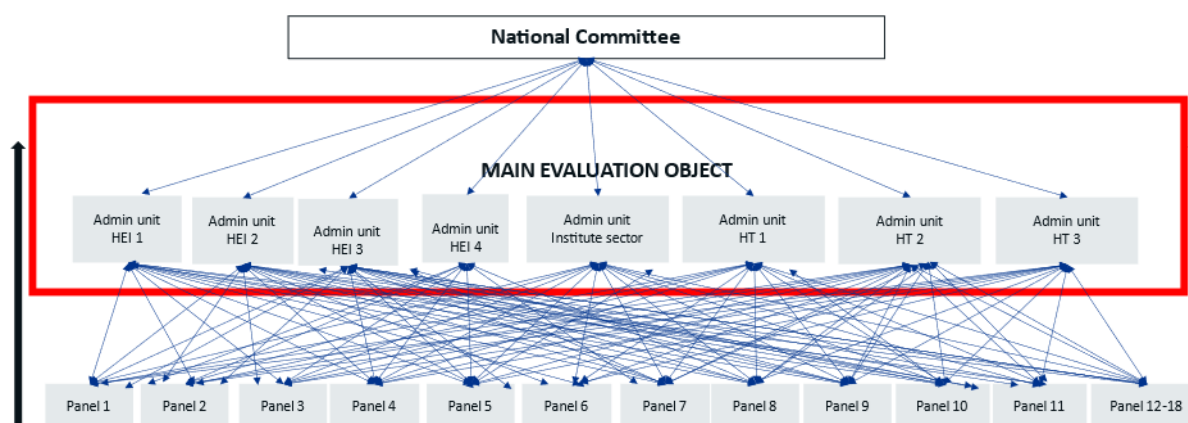 National Committee
MAIN EVALUATION OBJECT
Admin unit
HEI 1
Admin unit
HEI 2
Admin unit
HEI 3
Admin unit
HEI 4
Admin unit
Institute sector
Admin unit
HT 1
Admin unit
HT 2
Admin unit
HT 3
Panel 1
Panel 2
Panel 3
Panel 4
Panel 5
Panel 6
Panel 7
Panel 8
Panel 9
Panel 10
Panel 11
Panel 12-18